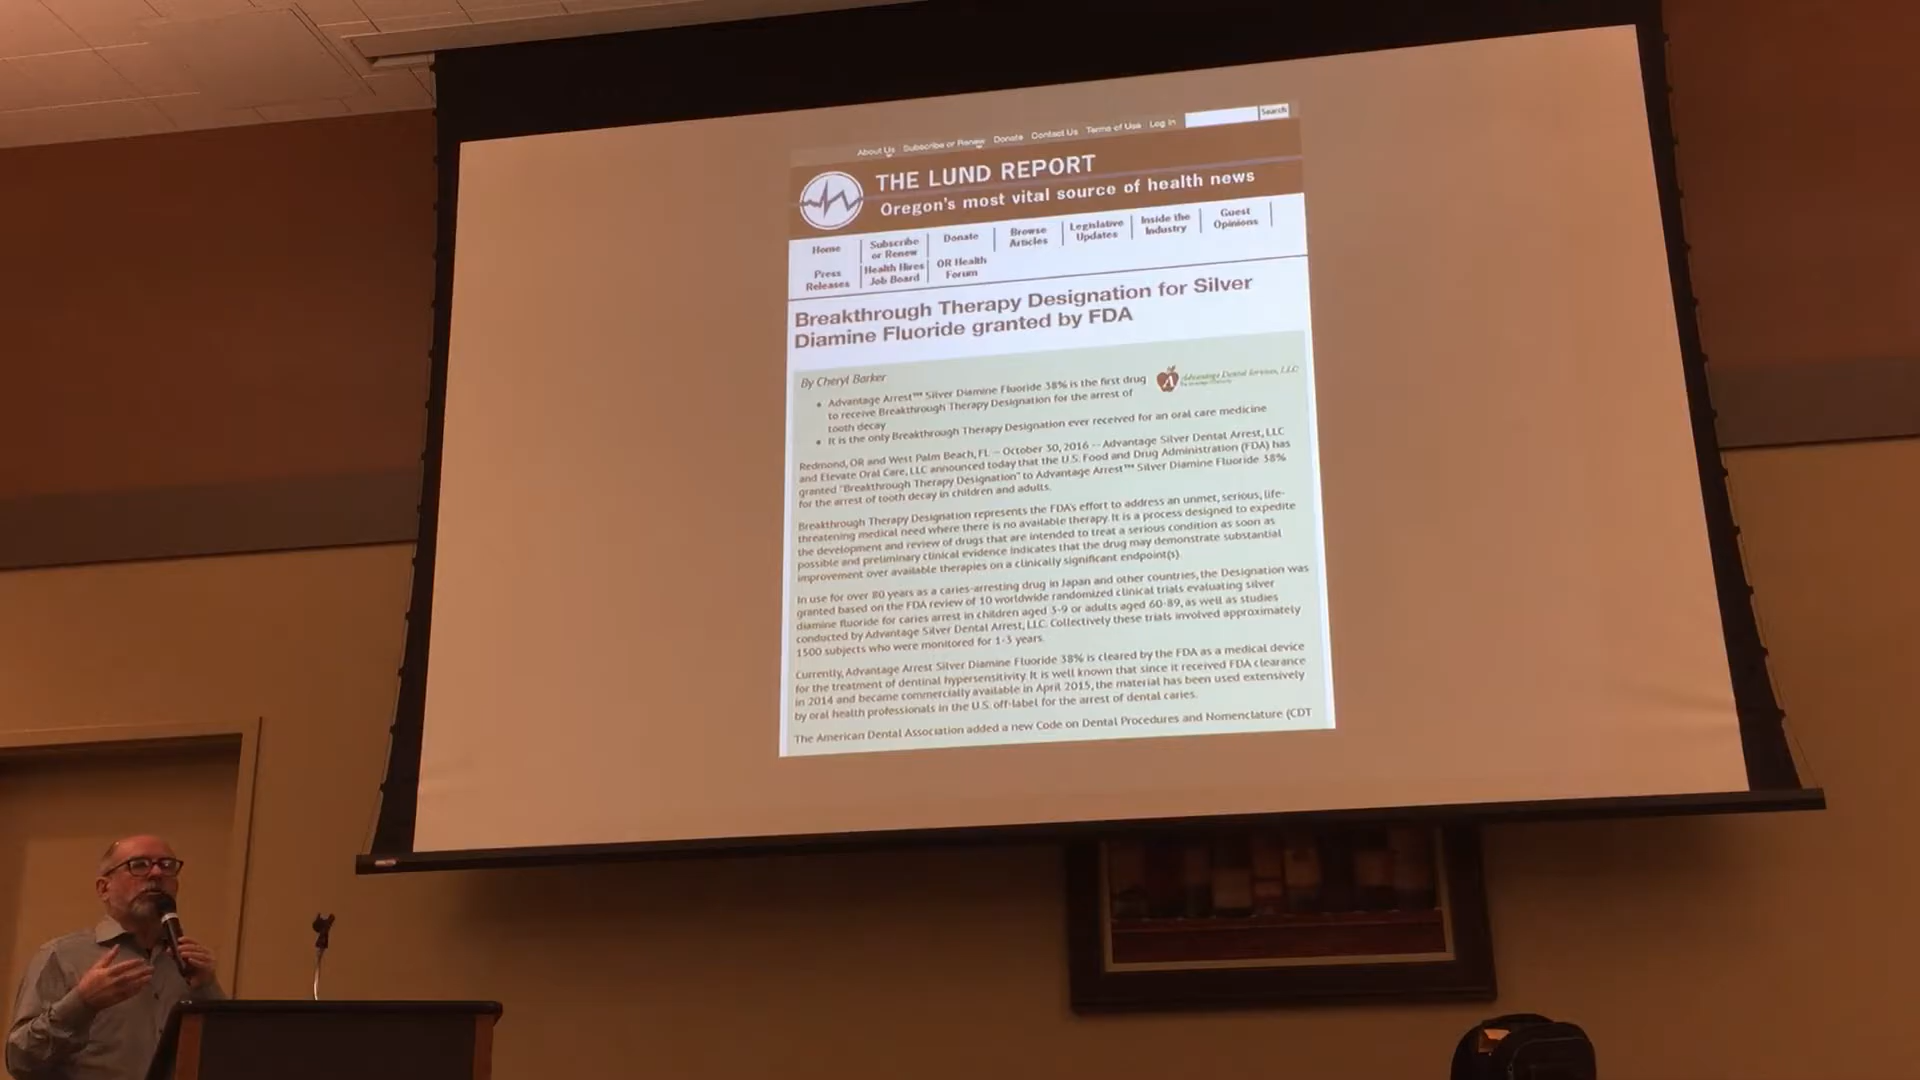 About Us Subscribe or Renew Donate Contact Us Terms of Use Log In Search
THE LUND REPORT
Oregon's most vital source of health news
Home
Subscribe or Renew
Donate
Browse Articles
Legislative Updates
Inside the Industry
Guest Opinions
Press Releases
Health Hires Job Board
OR Health Forum
Breakthrough Therapy Designation for Silver
Diamine Fluoride granted by FDA
By Cheryl Barker
Advantage Dental Services, LLC
• Advantage Arrest™ Silver Diamine Fluoride 38% is the first drug
to receive Breakthrough Therapy Designation for the arrest of
tooth decay
• It is the only Breakthrough Therapy Designation ever received for an oral care medicine
Redmond, OR and West Palm Beach, FL -- October 30, 2016 -- Advantage Silver Dental Arrest, LLC
and Elevate Oral Care, LLC announced today that the U.S. Food and Drug Administration (FDA) has
granted "Breakthrough Therapy Designation" to Advantage Arrest™ Silver Diamine Fluoride 38%
for the arrest of tooth decay in children and adults.
Breakthrough Therapy Designation represents the FDA's effort to address an unmet, serious, life-
threatening medical need where there is no available therapy. It is a process designed to expedite
the development and review of drugs that are intended to treat a serious condition as soon as
possible and preliminary clinical evidence indicates that the drug may demonstrate substantial
improvement over available therapies on a clinically significant endpoint(s).
In use for over 80 years as a caries-arresting drug in Japan and other countries, the Designation was
granted based on the FDA review of 10 worldwide randomized clinical trials evaluating silver
diamine fluoride for caries arrest in children aged 3-9 or adults aged 60-89, as well as studies
conducted by Advantage Silver Dental Arrest, LLC. Collectively these trials involved approximately
1500 subjects who were monitored for 1-3 years.
Currently, Advantage Arrest Silver Diamine Fluoride 38% is cleared by the FDA as a medical device
for the treatment of dentinal hypersensitivity. It is well known that since it received FDA clearance
in 2014 and became commercially available in April 2015, the material has been used extensively
by oral health professionals in the U.S. off-label for the arrest of dental caries.
The American Dental Association added a new Code on Dental Procedures and Nomenclature (CDT